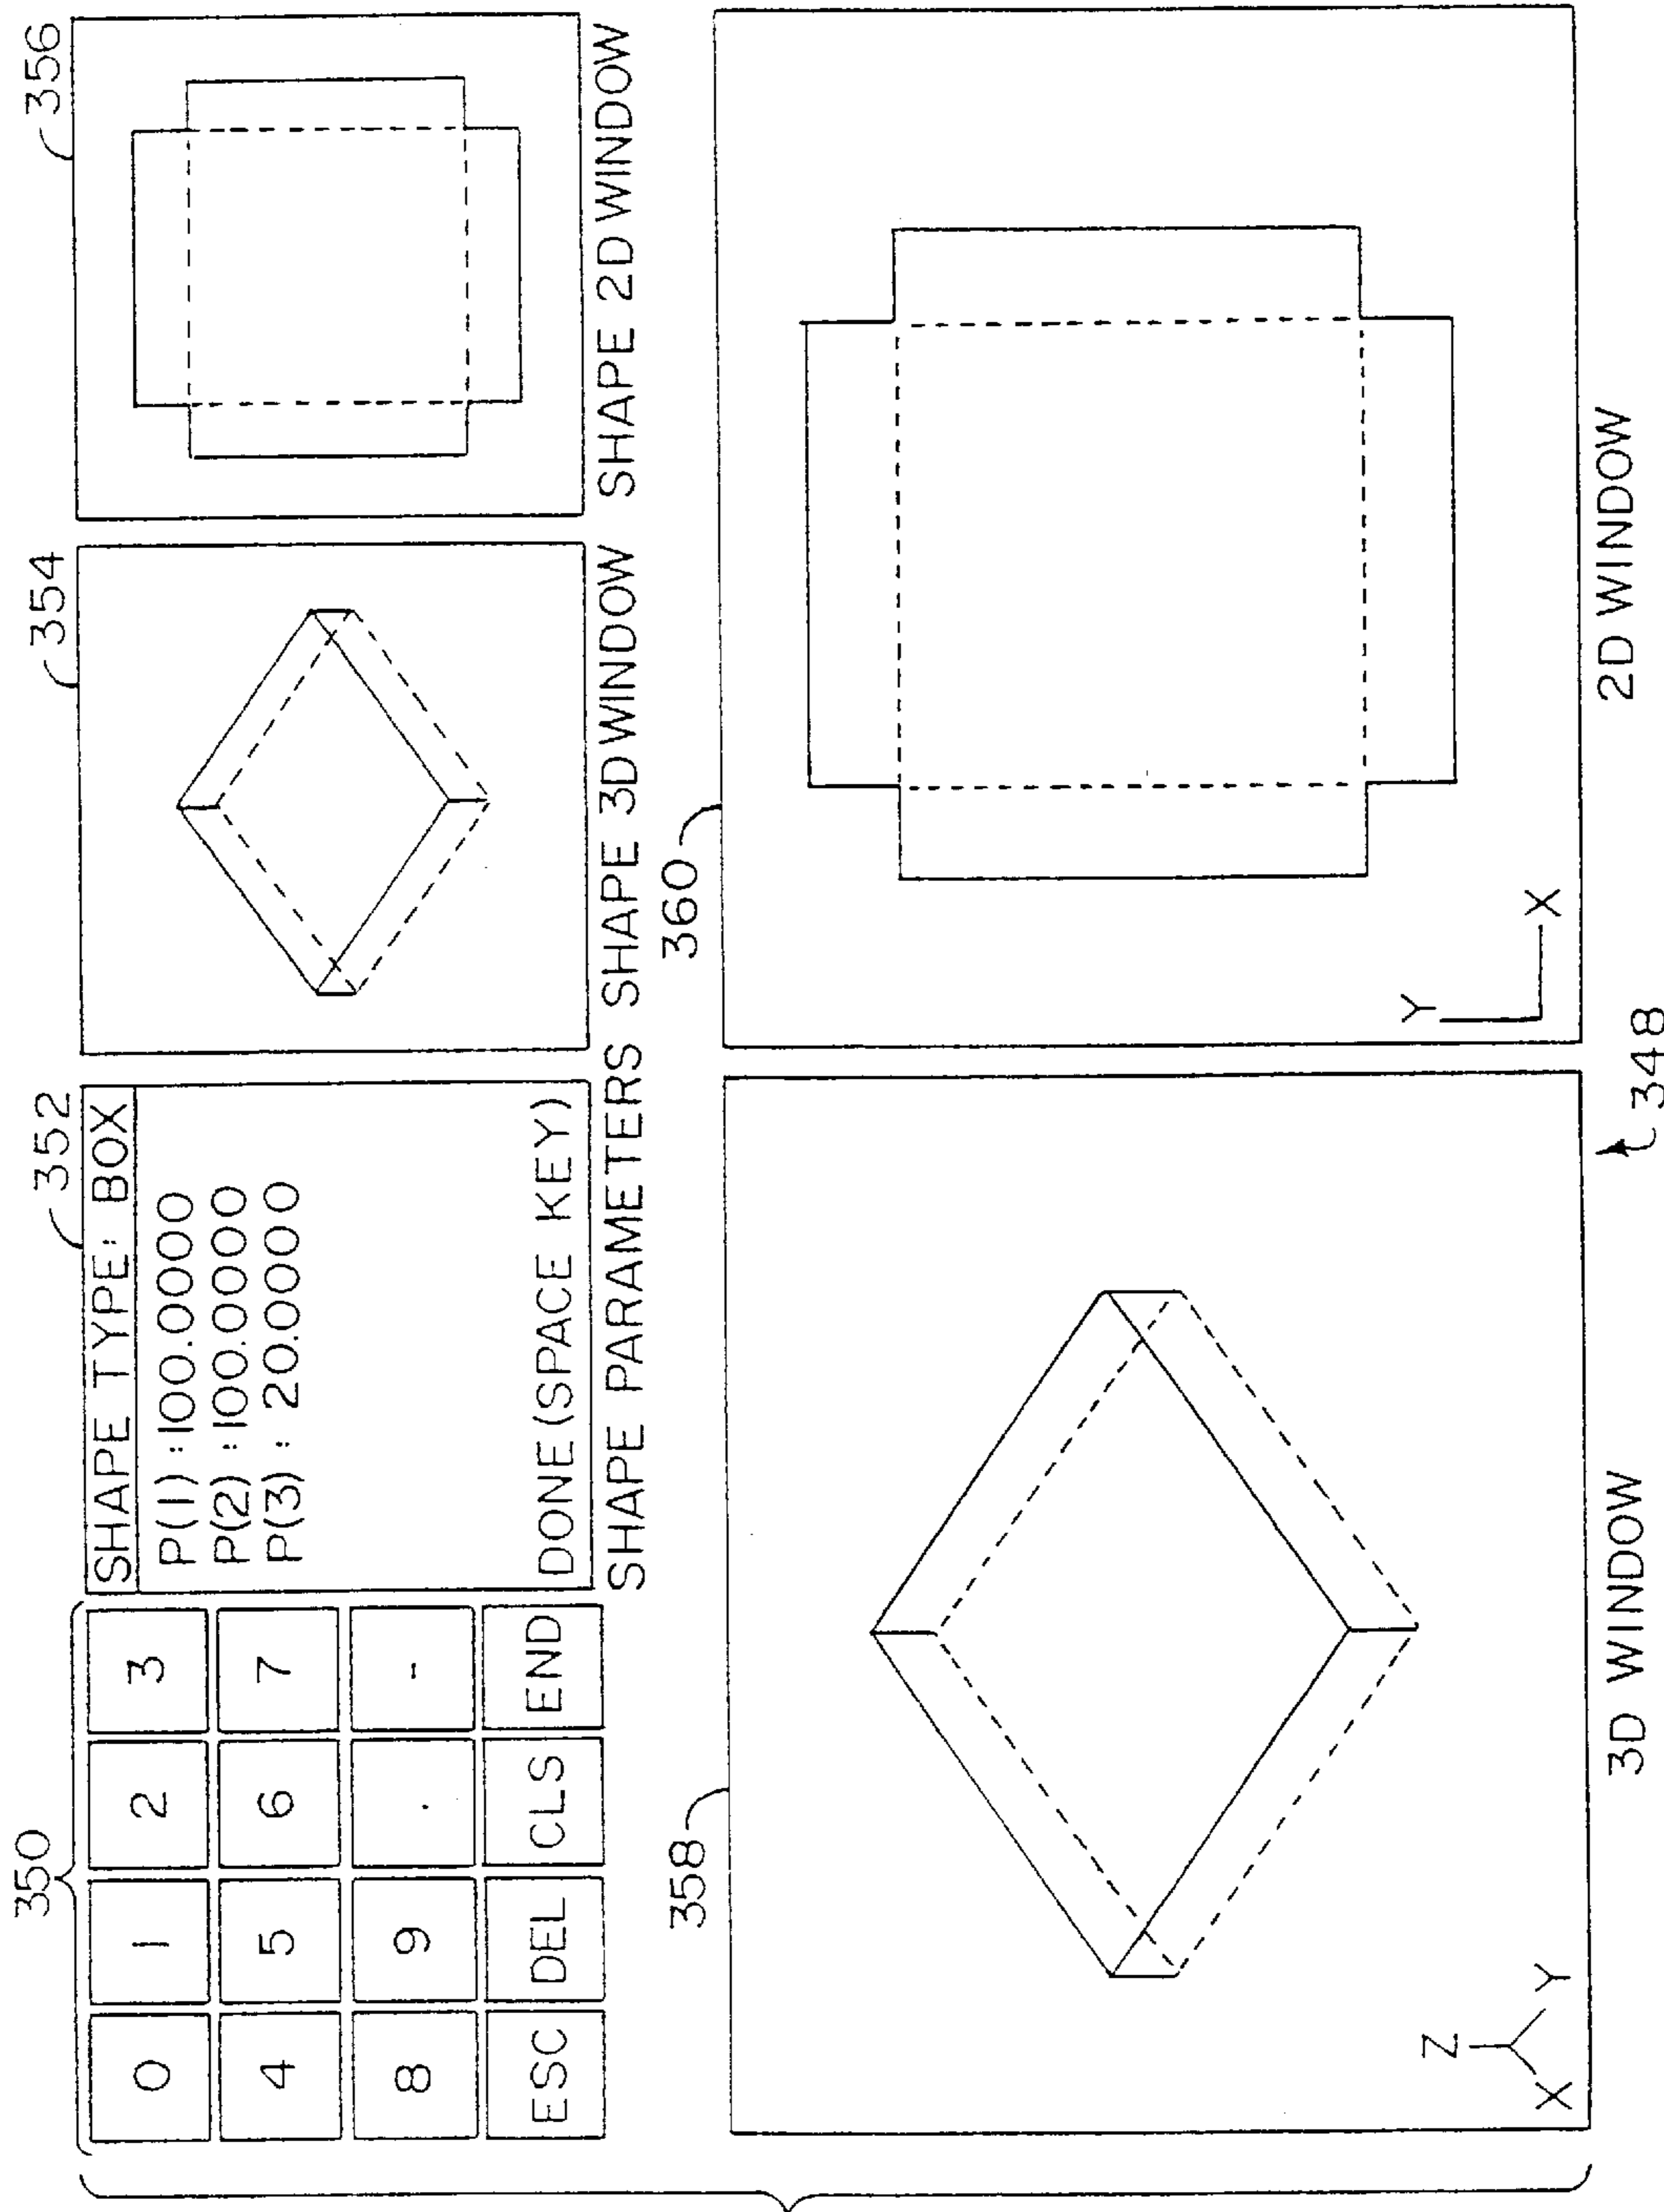 350
0 1 2 3
4 5 6 7
8 9 . -
ESC DEL CLS END
352
SHAPE TYPE: BOX
P(1) : 100.0000
P(2) : 100.0000
P(3) : 20.0000
DONE (SPACE KEY)
SHAPE PARAMETERS
354
SHAPE 3D WINDOW
356
SHAPE 2D WINDOW
358
Z
X Y
3D WINDOW
360
Y
X
2D WINDOW
348